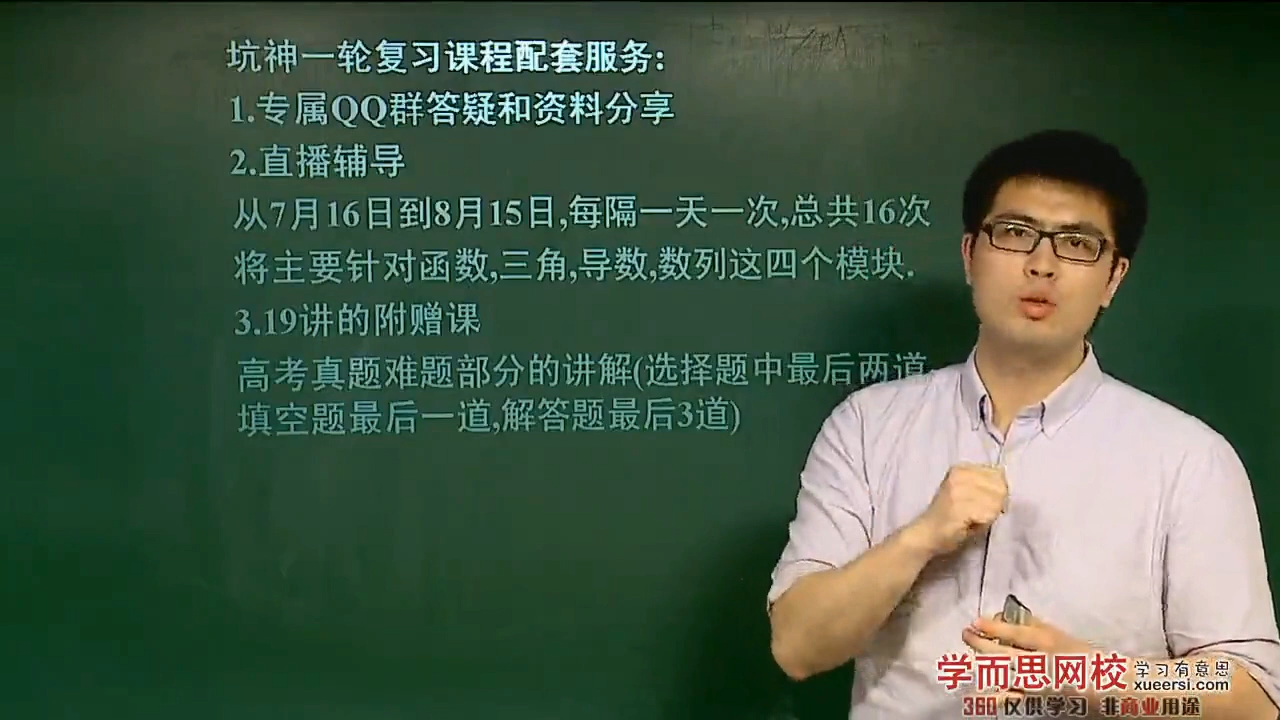 坑神一轮复习课程配套服务:
1.专属QQ群答疑和资料分享
2.直播辅导
从7月16日到8月15日,每隔一天一次,总共16次
将主要针对函数,三角,导数,数列这四个模块.
3.19讲的附赠课
高考真题难题部分的讲解(选择题中最后两道
填空题最后一道,解答题最后3道)
学而思网校 学习有意思
xueersi.com
360 仅供学习 非商业用途